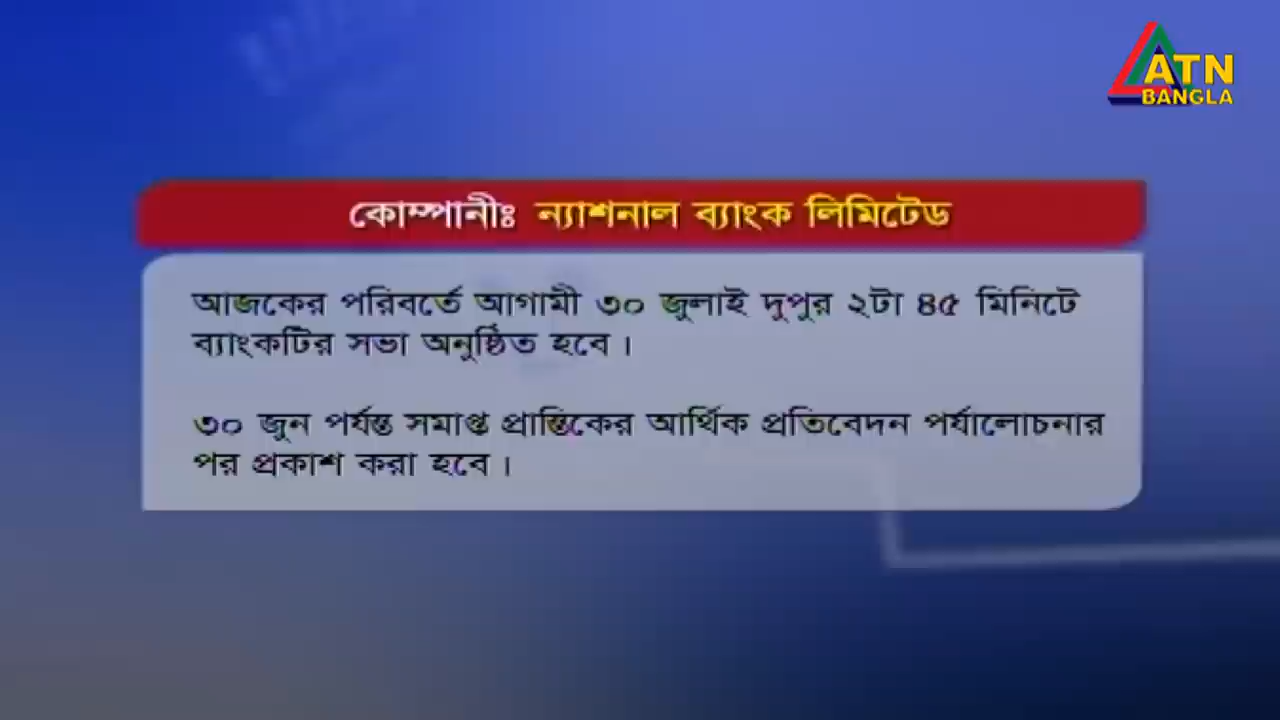 ATN
BANGLA
কোম্পানীঃ ন্যাশনাল ব্যাংক লিমিটেড
আজকের পরিবর্তে আগামী ৩০ জুলাই দুপুর ২টা ৪৫ মিনিটে
ব্যাংকটির সভা অনুষ্ঠিত হবে ।
৩০ জুন পর্যন্ত সমাপ্ত প্রান্তিকের আর্থিক প্রতিবেদন পর্যালোচনার
পর প্রকাশ করা হবে ।